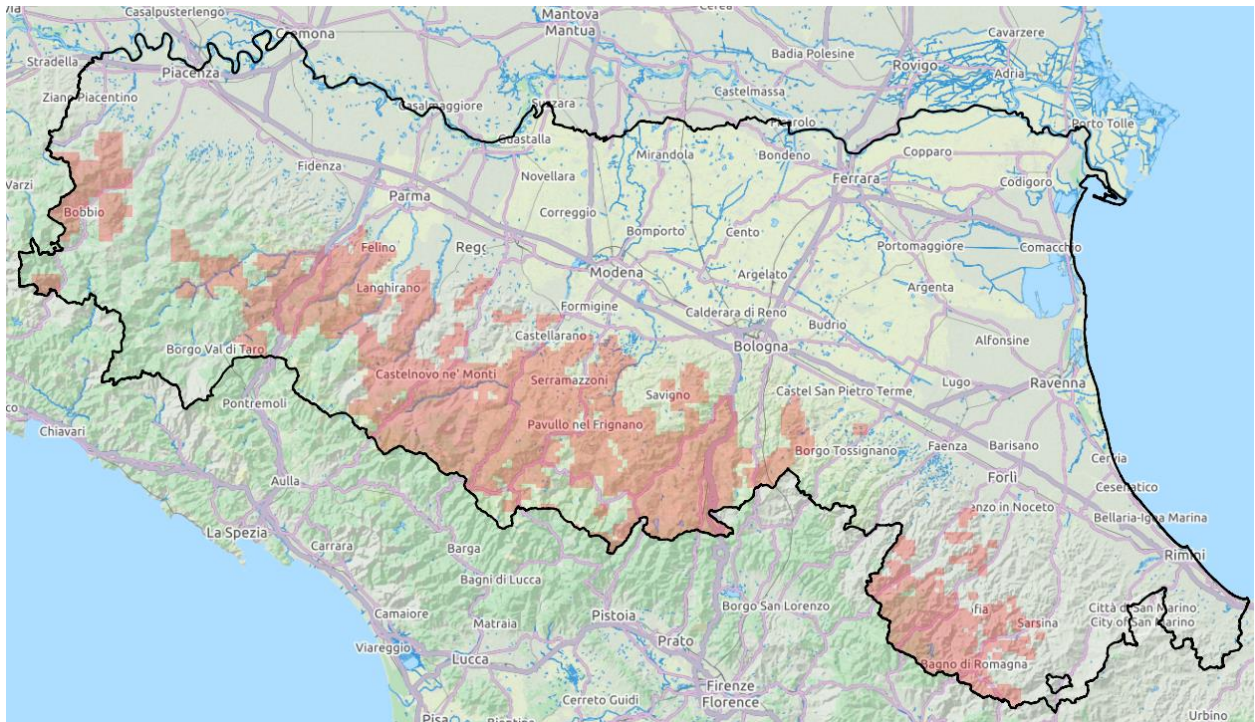 Casalpusterlengo
Mantova
Mantua
Cavarzere
Badia Polesine
Stradella
Piacenza
Rovigo
Adria
Castelmassa
Ziano Piacentino
Porto Tolle
Guastalla
Mirandola
Bondeno
Copparo
Varzi
Fidenza
Novellara
Ferrara
Codigoro
Parma
Bobbio
Correggio
Bomporto
Cento
Portomaggiore
Comacchio
Felino
Modena
Argelato
Langhirano
Formigine
Calderara di Reno
Argenta
Budrio
Castellarano
Bologna
Alfonsine
Borgo Val di Taro
Castelnovo ne' Monti
Serramazzoni
Savigno
Castel San Pietro Terme
Lugo
Ravenna
Pontremoli
Pavullo nel Frignano
Chiavari
Borgo Tossignano
Faenza
Barisano
Cervia
Aulla
Forlì
Cesenatico
La Spezia
Bellaria-Igea Marina
Carrara
Barga
Rimini
Bagni di Lucca
Camaiore
Pistoia
Borgo San Lorenzo
Città di San Marino
City of San Marino
Matraia
Sarsina
Viareggio
Prato
Lucca
Bagno di Romagna
Firenze
Florence
Cerreto Guidi
Pisa
Urbino